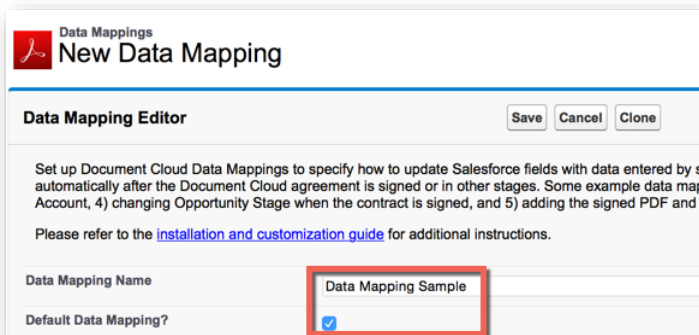 Data Mappings
New Data Mapping
Data Mapping Editor
Save Cancel Clone
Set up Document Cloud Data Mappings to specify how to update Salesforce fields with data entered by
automatically after the Document Cloud agreement is signed or in other stages. Some example data
Account, 4) changing Opportunity Stage when the contract is signed, and 5) adding the signed PDF and
Please refer to the installation and customization guide for additional instructions.
Data Mapping Name
Data Mapping Sample
Default Data Mapping?